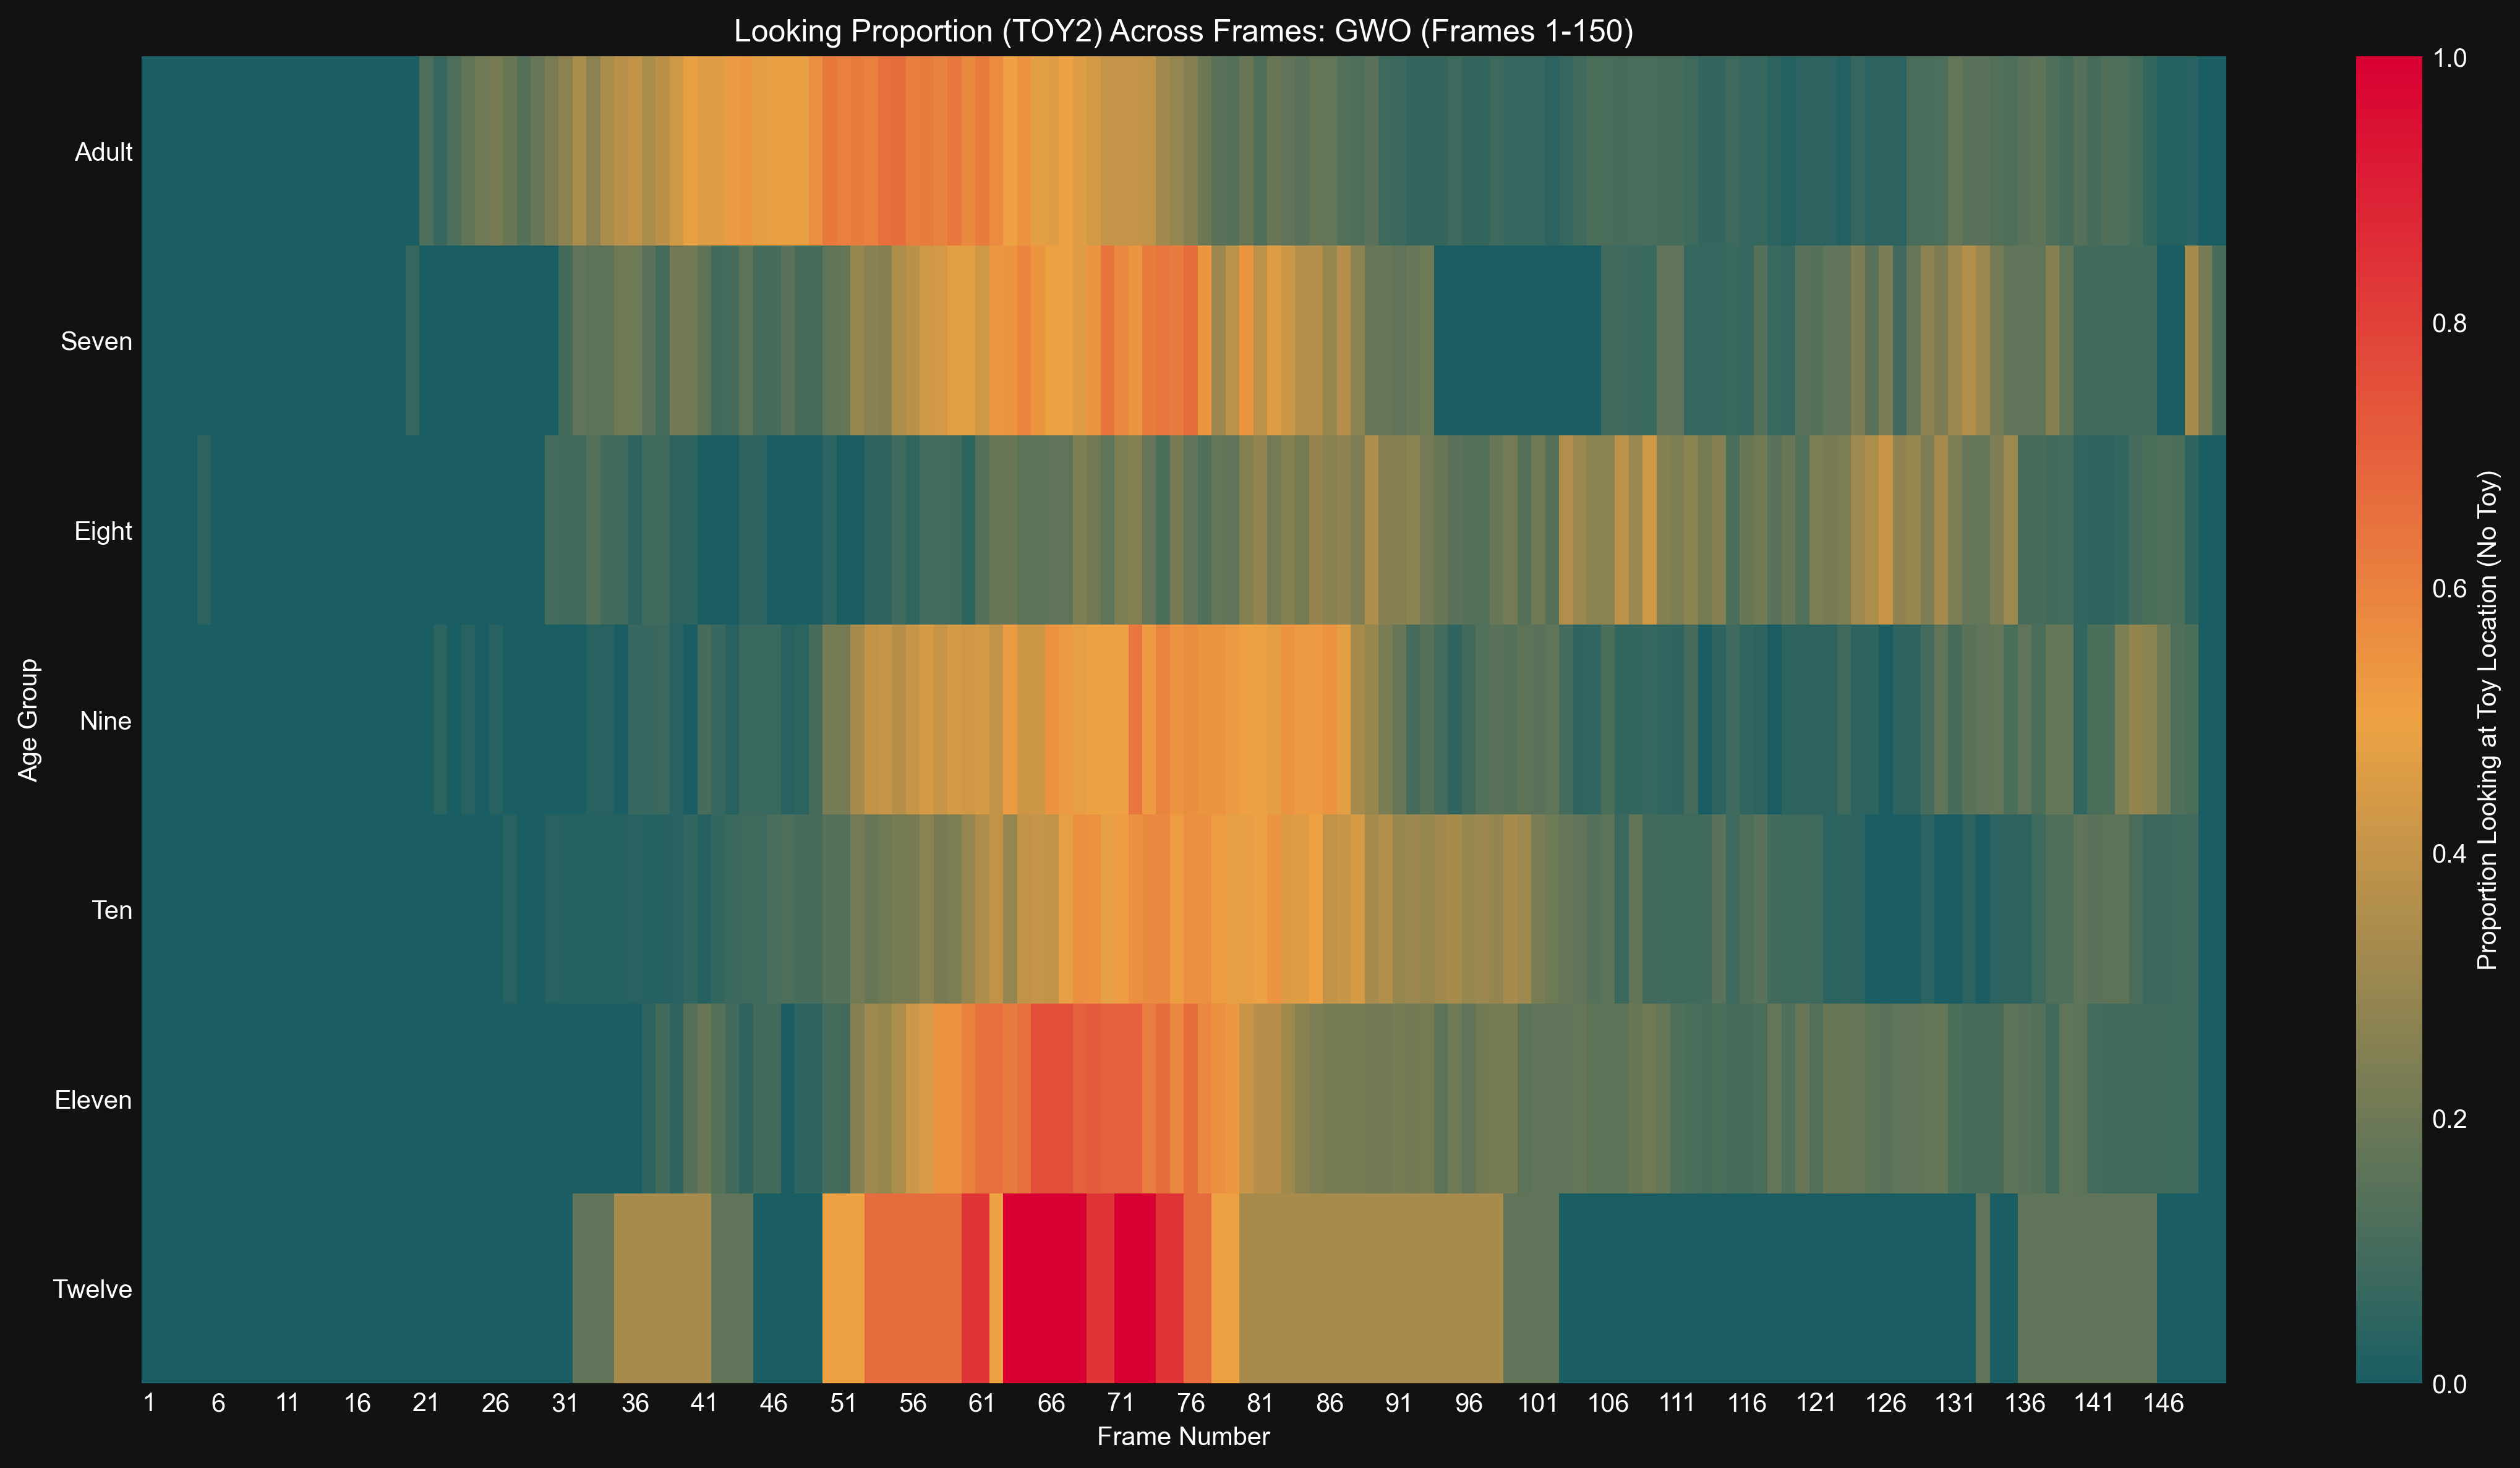 Looking Proportion (TOY2) Across Frames: GWO (Frames 1-150)
Age Group
Adult
Seven
Eight
Nine
Ten
Eleven
Twelve
1 6 11 16 21 26 31 36 41 46 51 56 61 66 71 76 81 86 91 96 101 106 111 116 121 126 131 136 141 146
Frame Number
1.0
0.8
0.6
0.4
0.2
0.0
Proportion Looking at Toy Location (No Toy)